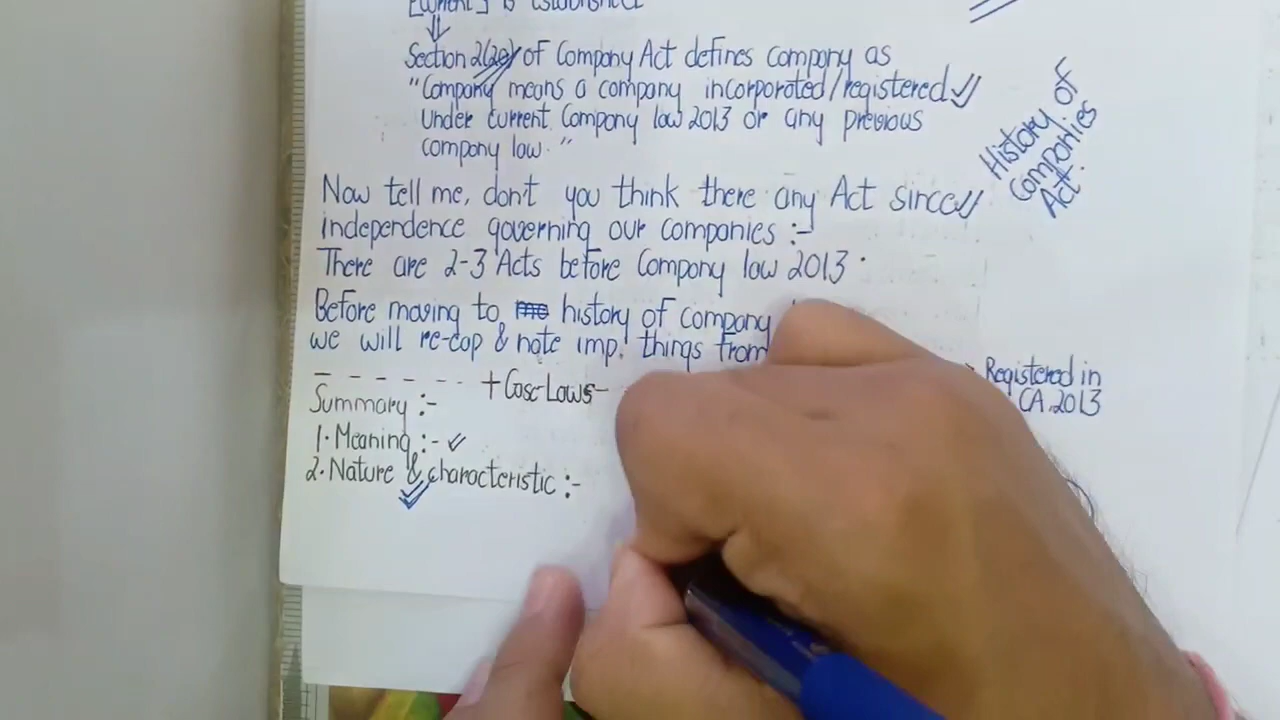 is established
Section 2(20) of Company Act defines company as
"Company means a company incorporated/registered
Under current Company law 2013 or any previous
company law."
Now tell me, don't you think there any Act since
independence governing our companies :-
There are 2-3 Acts before Company law 2013.
Before moving to history of company
we will re-cap & note imp. things from
+ Case-Laws-
Summary :-
1. Meaning :-
2. Nature & characteristic :-
History of
Companies
Act.
Registered in
CA.2013